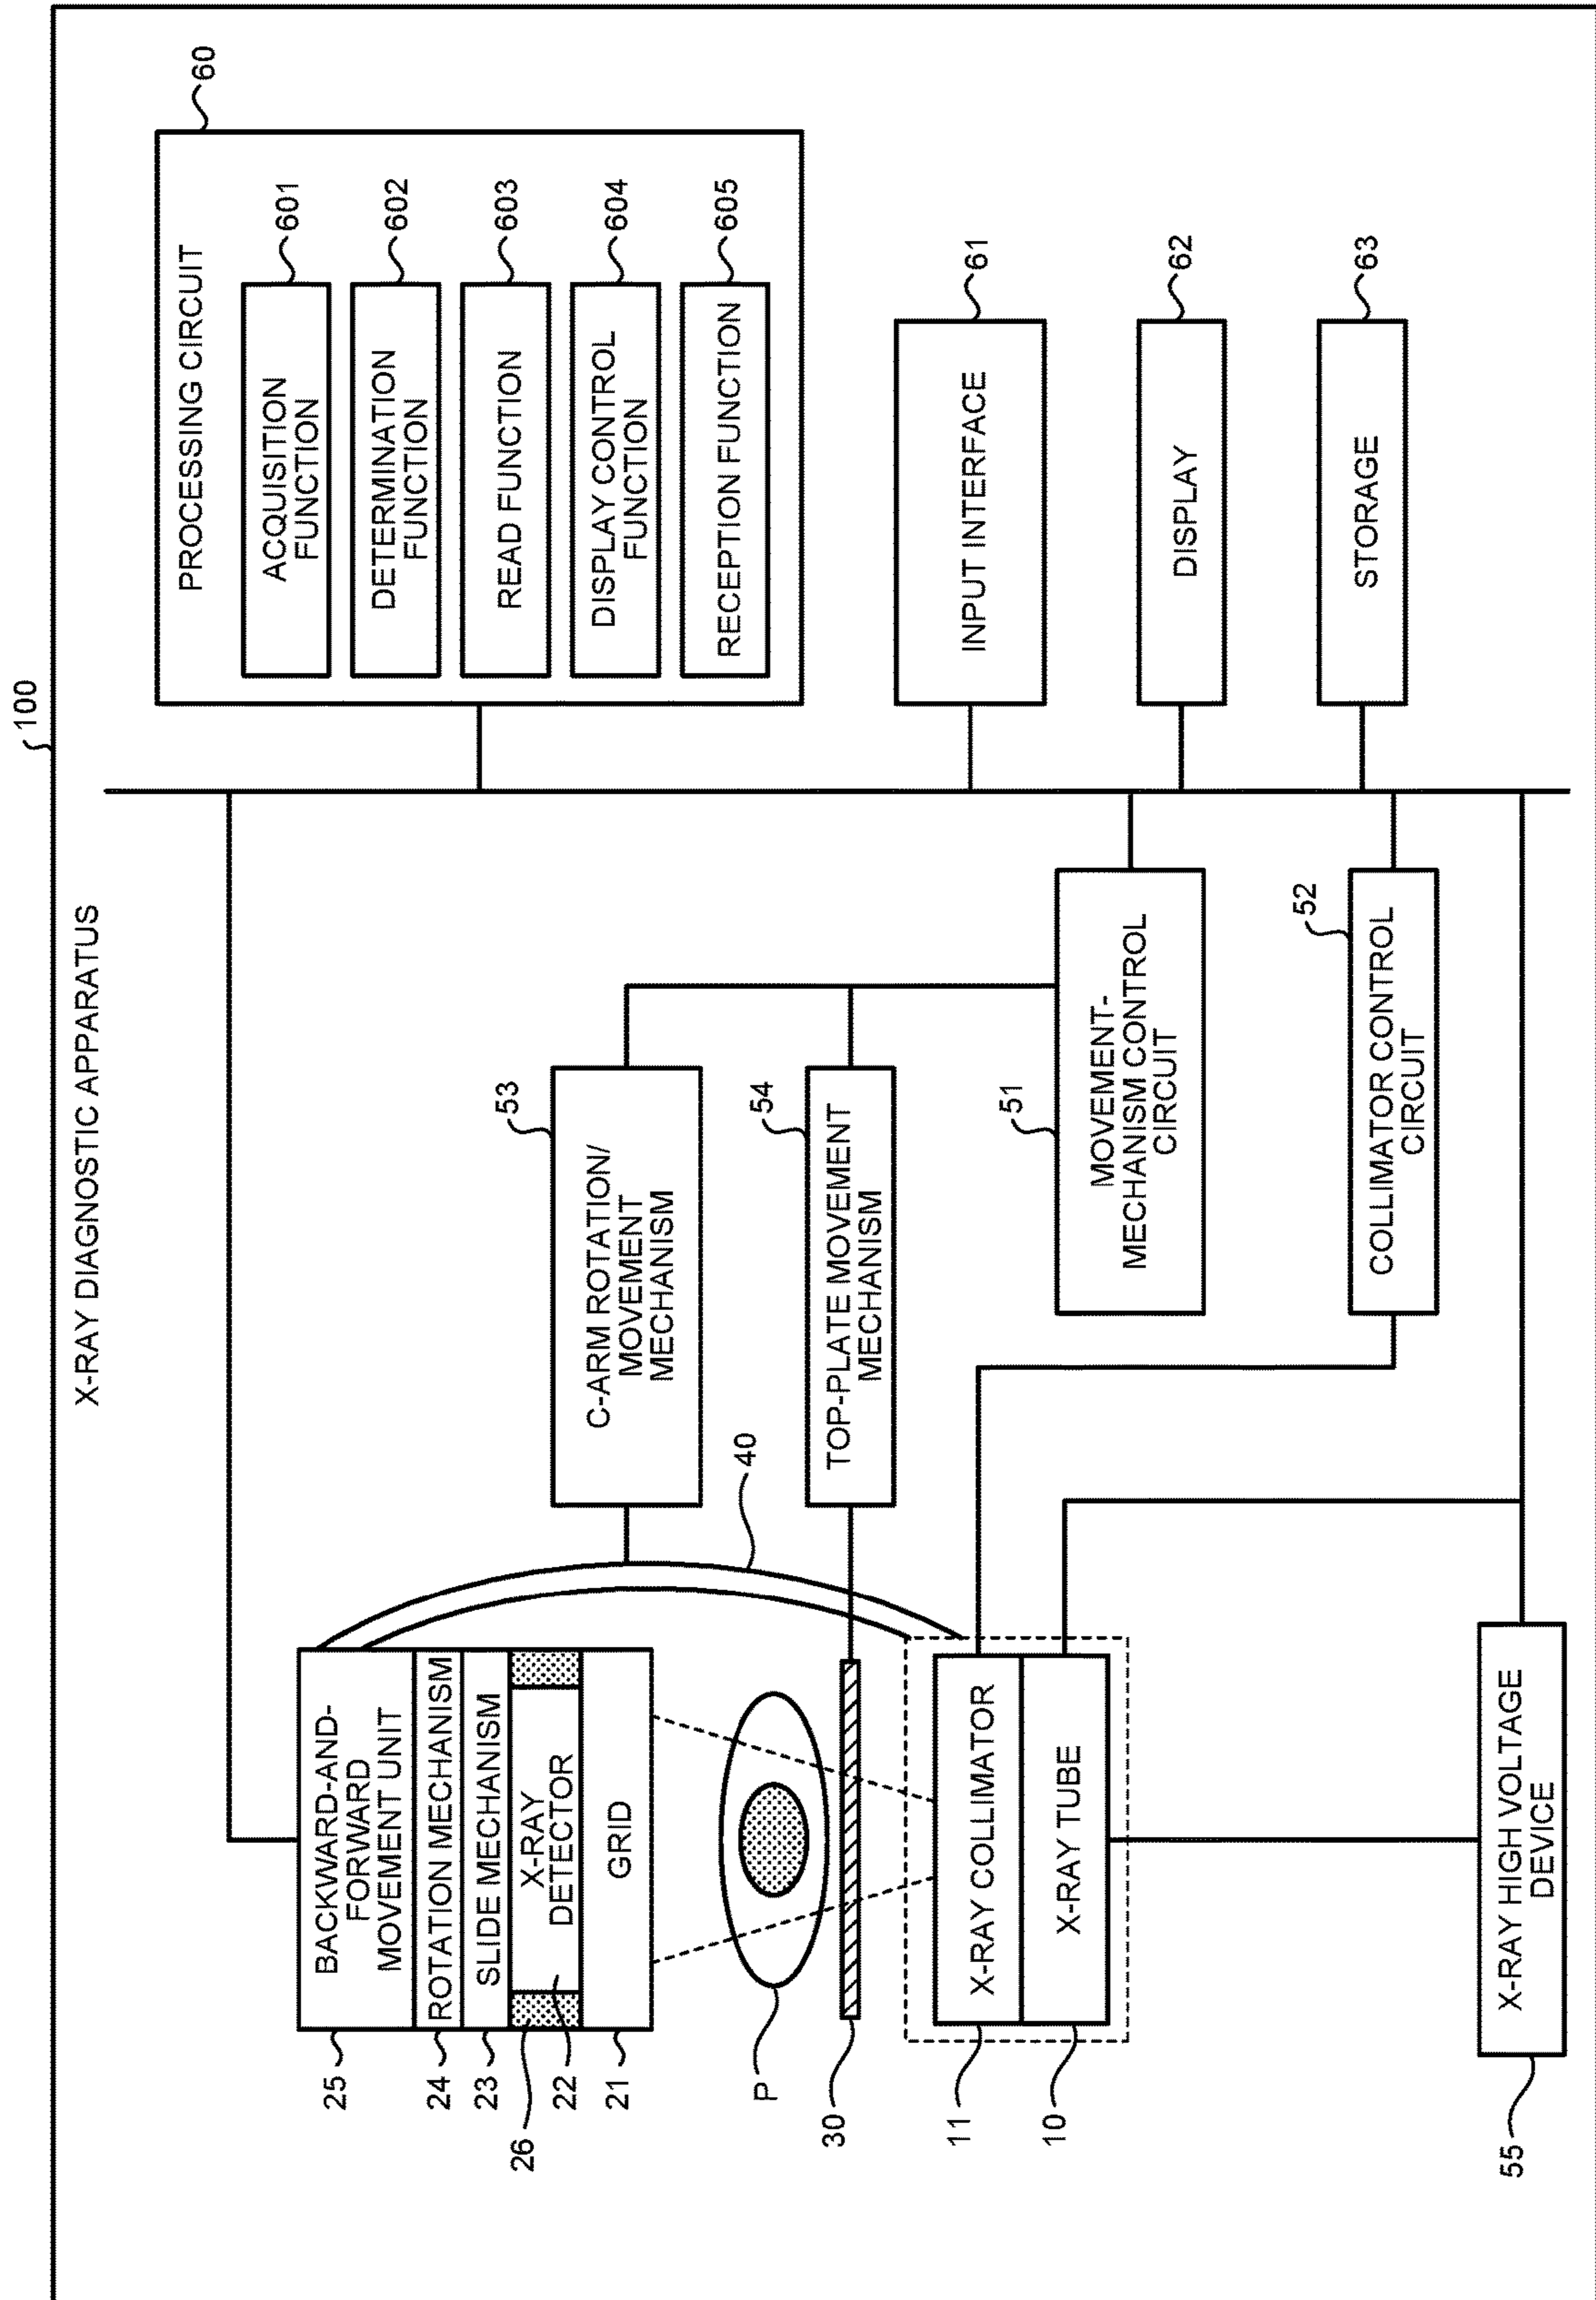 100
X-RAY DIAGNOSTIC APPARATUS
25
BACKWARD-AND-
FORWARD
MOVEMENT UNIT
24
ROTATION MECHANISM
23
SLIDE MECHANISM
26
22
X-RAY
DETECTOR
21
GRID
P
30
40
11
X-RAY COLLIMATOR
10
X-RAY TUBE
55
X-RAY HIGH VOLTAGE
DEVICE
53
C-ARM ROTATION/
MOVEMENT
MECHANISM
54
TOP-PLATE MOVEMENT
MECHANISM
51
MOVEMENT-
MECHANISM CONTROL
CIRCUIT
52
COLLIMATOR CONTROL
CIRCUIT
60
PROCESSING CIRCUIT
ACQUISITION
FUNCTION
601
DETERMINATION
FUNCTION
602
READ FUNCTION
603
DISPLAY CONTROL
FUNCTION
604
RECEPTION FUNCTION
605
INPUT INTERFACE
61
DISPLAY
62
STORAGE
63